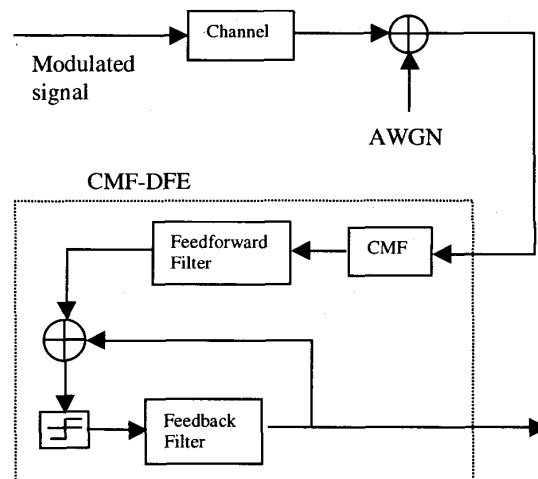 Channel
Modulated
signal
AWGN
CMF-DFE
Feedforward
Filter
CMF
Feedback
Filter